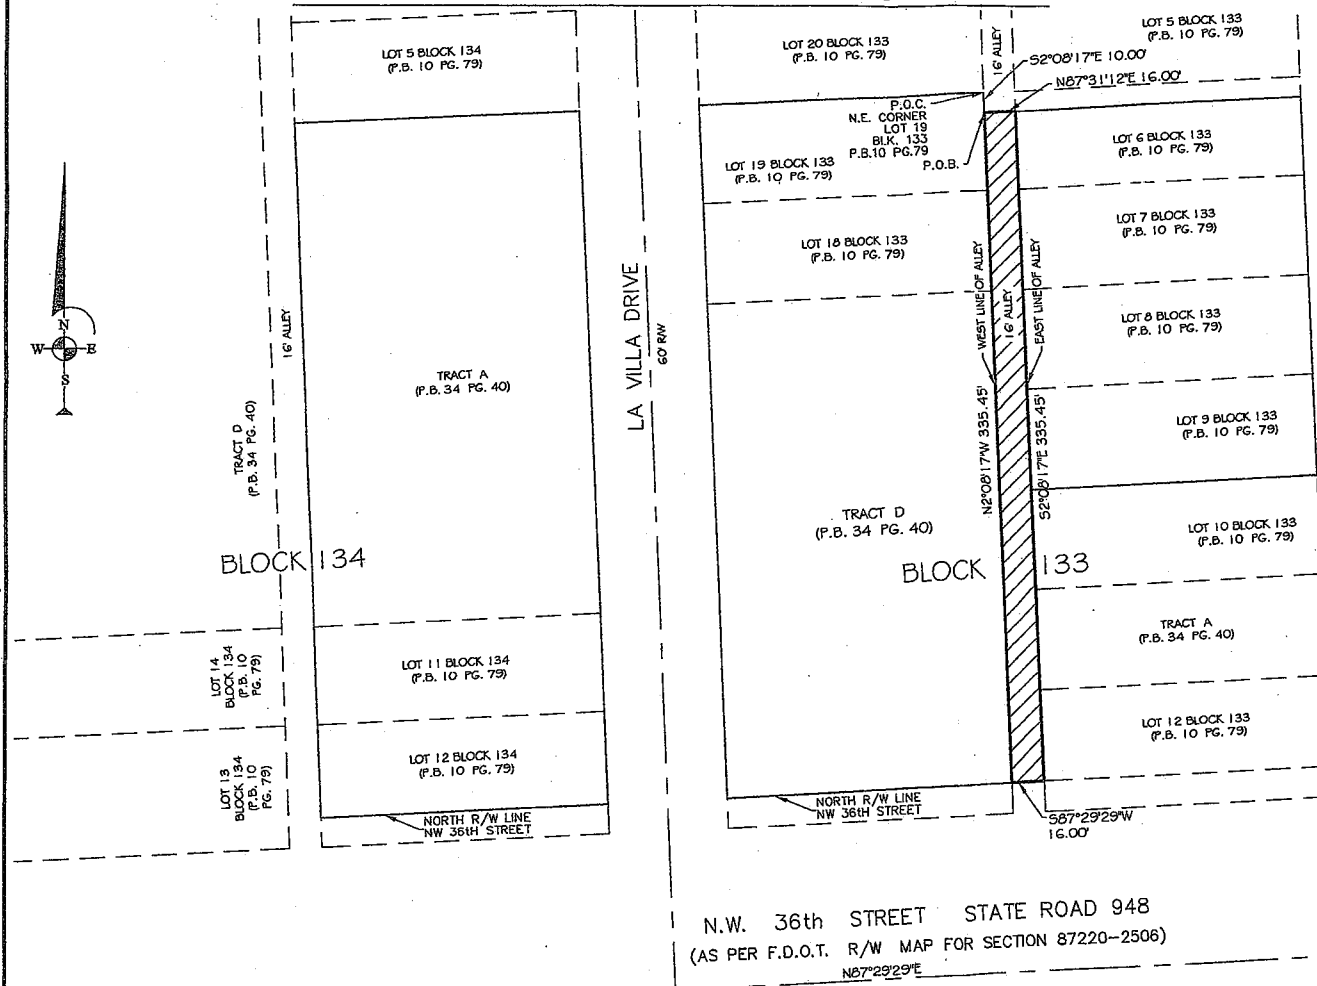 LOT 5 BLOCK 134
(P.B. 10 PG. 79)
LOT 20 BLOCK 133
(P.B. 10 PG. 79)
16' ALLEY
LOT 5 BLOCK 133
(P.B. 10 PG. 79)
S2°08'17"E 10.00'
N87°31'12"E 16.00'
P.O.C.
N.E. CORNER
LOT 19
BLK. 133
P.B.10 PG.79
P.O.B.
LOT 19 BLOCK 133
(P.B. 10 PG. 79)
LOT 6 BLOCK 133
(P.B. 10 PG. 79)
LOT 18 BLOCK 133
(P.B. 10 PG. 79)
LOT 7 BLOCK 133
(P.B. 10 PG. 79)
WEST LINE OF ALLEY
16' ALLEY
EAST LINE OF ALLEY
N
W
E
S
16' ALLEY
LA VILLA DRIVE
60' R/W
LOT 8 BLOCK 133
(P.B. 10 PG. 79)
TRACT A
(P.B. 34 PG. 40)
TRACT D
(P.B. 34 PG. 40)
N2°08'17"W 335.45'
S2°08'17"E 335.45'
LOT 9 BLOCK 133
(P.B. 10 PG. 79)
TRACT D
(P.B. 34 PG. 40)
LOT 10 BLOCK 133
(P.B. 10 PG. 79)
BLOCK 134
BLOCK 133
TRACT A
(P.B. 34 PG. 40)
LOT 14
BLOCK 134
(P.B. 10
PG. 79)
LOT 11 BLOCK 134
(P.B. 10 PG. 79)
LOT 12 BLOCK 133
(P.B. 10 PG. 79)
LOT 13
BLOCK 134
(P.B. 10
PG. 79)
LOT 12 BLOCK 134
(P.B. 10 PG. 79)
NORTH R/W LINE
NW 36th STREET
NORTH R/W LINE
NW 36th STREET
S87°29'29"W
16.00'
N.W. 36th STREET STATE ROAD 948
(AS PER F.D.O.T. R/W MAP FOR SECTION 87220-2506)
N87°29'29"E